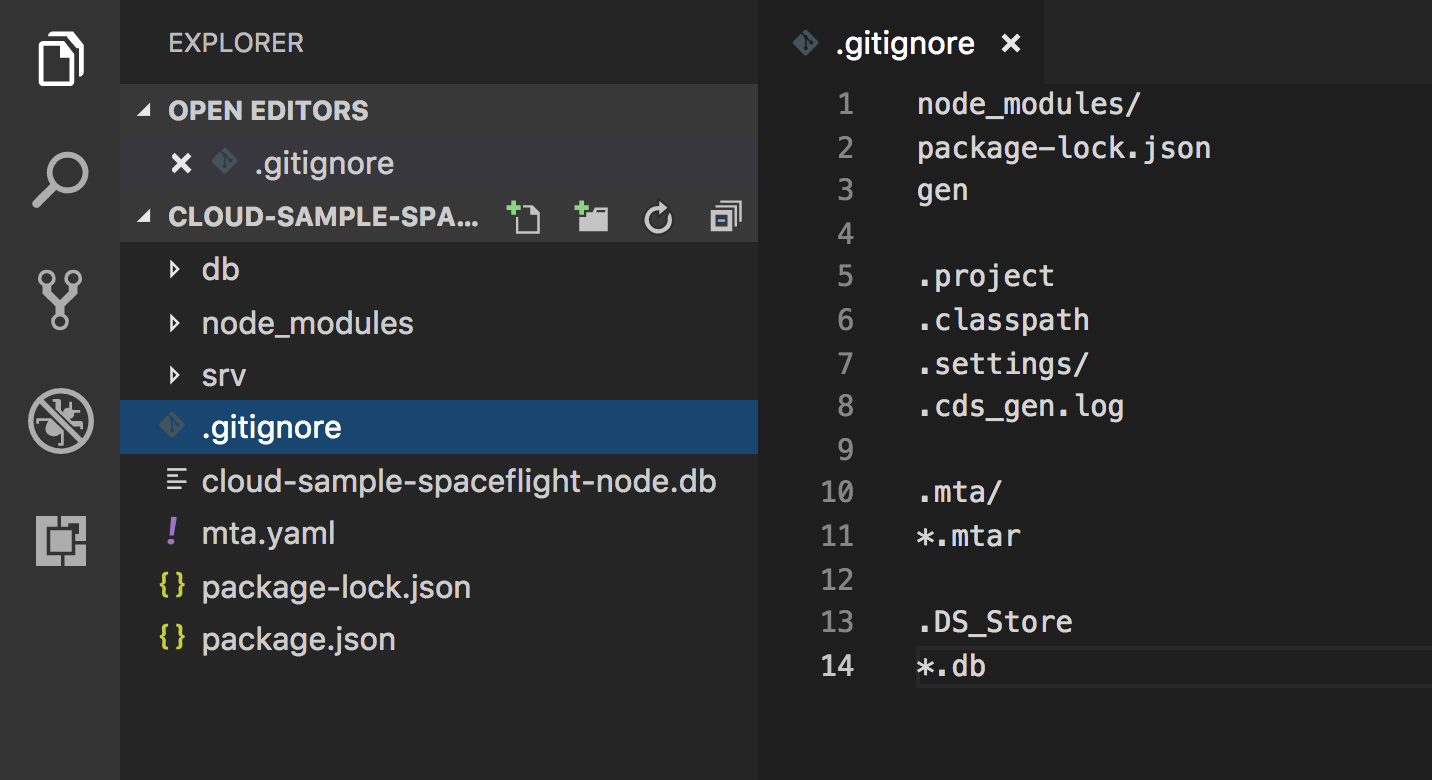 EXPLORER
OPEN EDITORS
.gitignore
CLOUD-SAMPLE-SPA...
db
node_modules
srv
.gitignore
cloud-sample-spaceflight-node.db
mta.yaml
package-lock.json
package.json
.gitignore
1 node_modules/
2 package-lock.json
3 gen
4
5 .project
6 .classpath
7 .settings/
8 .cds_gen.log
9
10 .mta/
11 *.mtar
12
13 .DS_Store
14 *.db